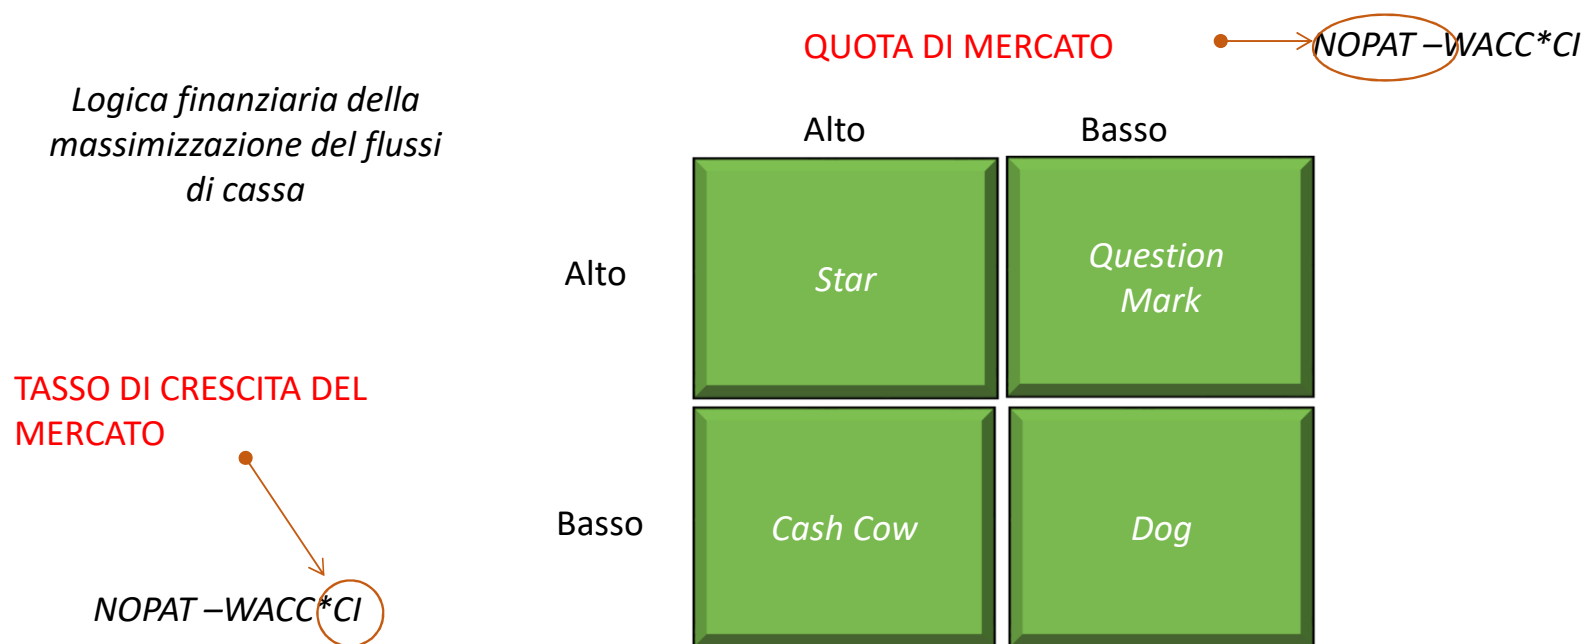 QUOTA DI MERCATO
NOPAT –WACC*CI
Logica finanziaria della
massimizzazione del flussi
di cassa
Alto
Basso
Alto
Star
Question
Mark
TASSO DI CRESCITA DEL
MERCATO
Basso
Cash Cow
Dog
NOPAT –WACC*CI